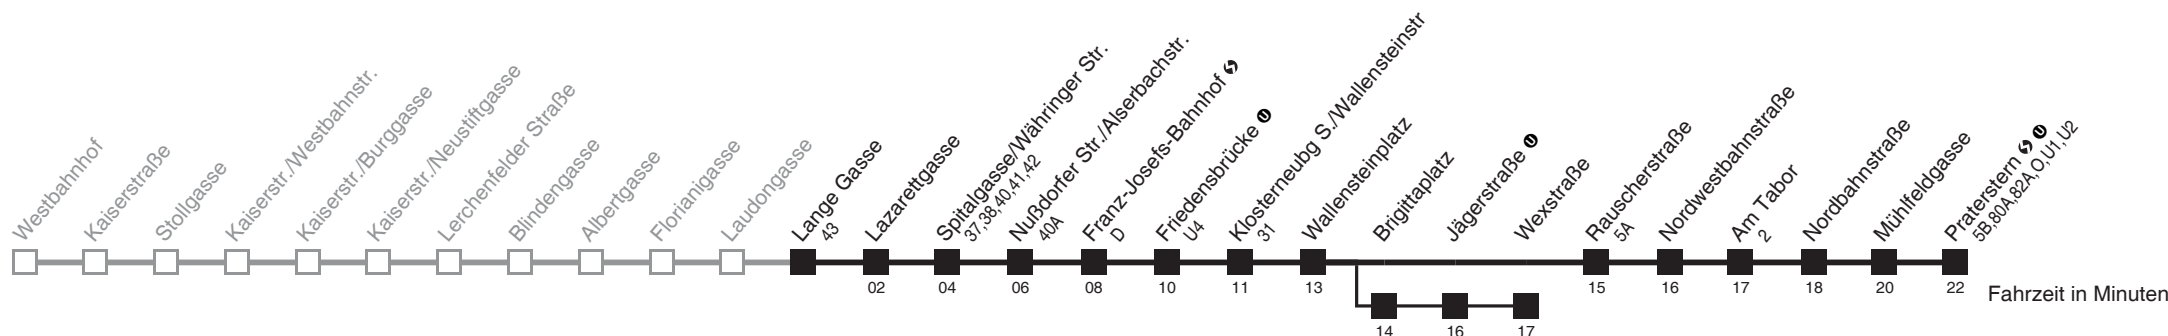 Westbahnhof
Kaiserstraße
Stollgasse
Kaiserstr./Westbahnstr.
Kaiserstr./Burggasse
Kaiserstr./Neustiftgasse
Lerchenfelder Straße
Blindengasse
Albertgasse
Florianigasse
Laudongasse
Lange Gasse
43
Lazarettgasse
Spitalgasse/Währinger Str.
37,38,40,41,42
Nußdorfer Str./Alserbachstr.
40A
Franz-Josefs-Bahnhof
D
Friedensbrücke U
U4
Klosterneubg S./Wallensteinstr
31
Wallensteinplatz
Brigittaplatz
Jägerstraße U
Wexstraße
Rauscherstraße
5A
Nordwestbahnstraße
Am Tabor
2
Nordbahnstraße
Mühlfeldgasse
Praterstern U
5B,80A,82A,O,U1,U2
02 04 06 08 10 11 13 15 16 17 18 20 22
Fahrzeit in Minuten
14 16 17